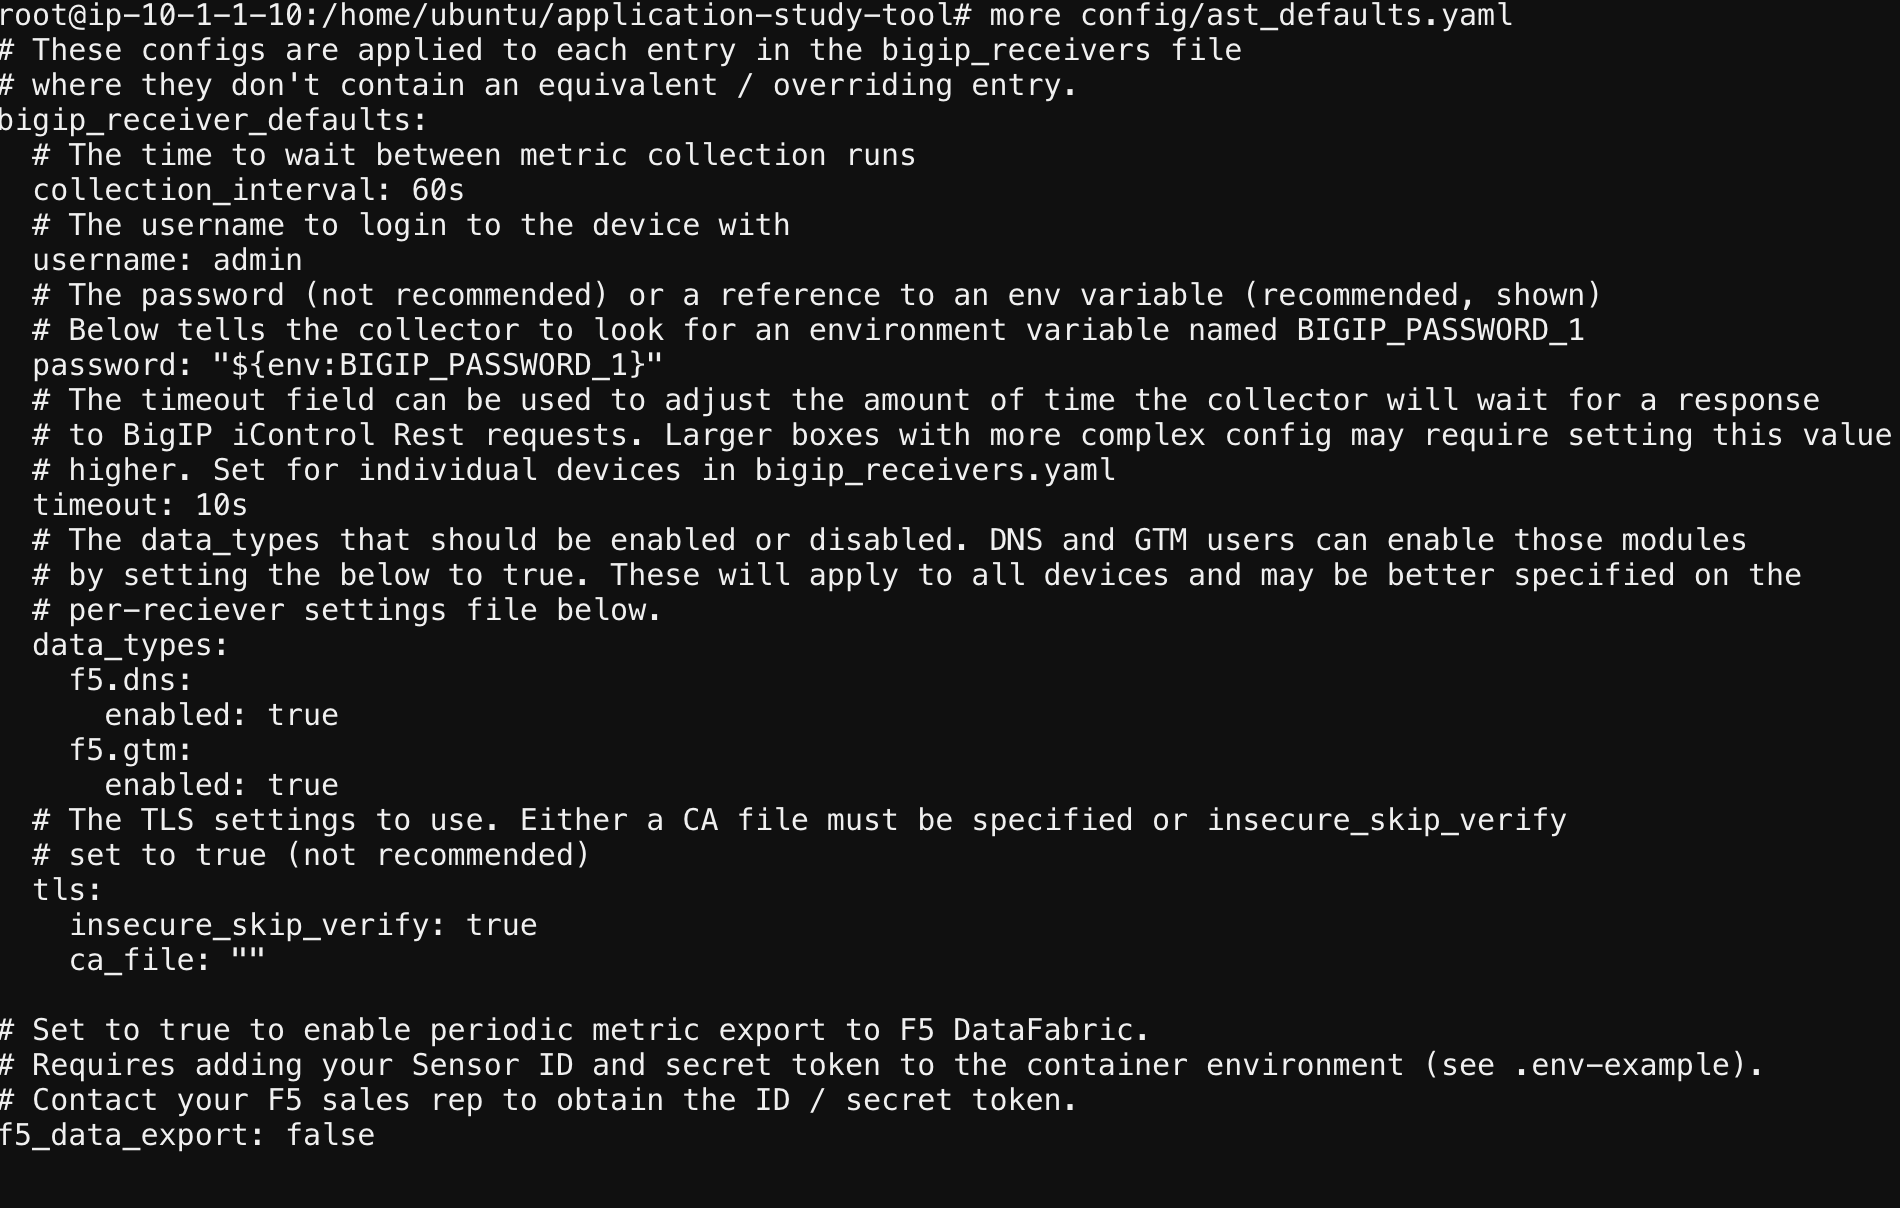 root@ip-10-1-1-10:/home/ubuntu/application-study-tool# more config/ast_defaults.yaml
# These configs are applied to each entry in the bigip_receivers file
# where they don't contain an equivalent / overriding entry.
bigip_receiver_defaults:
  # The time to wait between metric collection runs
  collection_interval: 60s
  # The username to login to the device with
  username: admin
  # The password (not recommended) or a reference to an env variable (recommended, shown)
  # Below tells the collector to look for an environment variable named BIGIP_PASSWORD_1
  password: "${env:BIGIP_PASSWORD_1}"
  # The timeout field can be used to adjust the amount of time the collector will wait for a response
  # to BigIP iControl Rest requests. Larger boxes with more complex config may require setting this value
  # higher. Set for individual devices in bigip_receivers.yaml
  timeout: 10s
  # The data_types that should be enabled or disabled. DNS and GTM users can enable those modules
  # by setting the below to true. These will apply to all devices and may be better specified on the
  # per-reciever settings file below.
  data_types:
    f5.dns:
      enabled: true
    f5.gtm:
      enabled: true
  # The TLS settings to use. Either a CA file must be specified or insecure_skip_verify
  # set to true (not recommended)
  tls:
    insecure_skip_verify: true
    ca_file: ""

# Set to true to enable periodic metric export to F5 DataFabric.
# Requires adding your Sensor ID and secret token to the container environment (see .env-example).
# Contact your F5 sales rep to obtain the ID / secret token.
f5_data_export: false